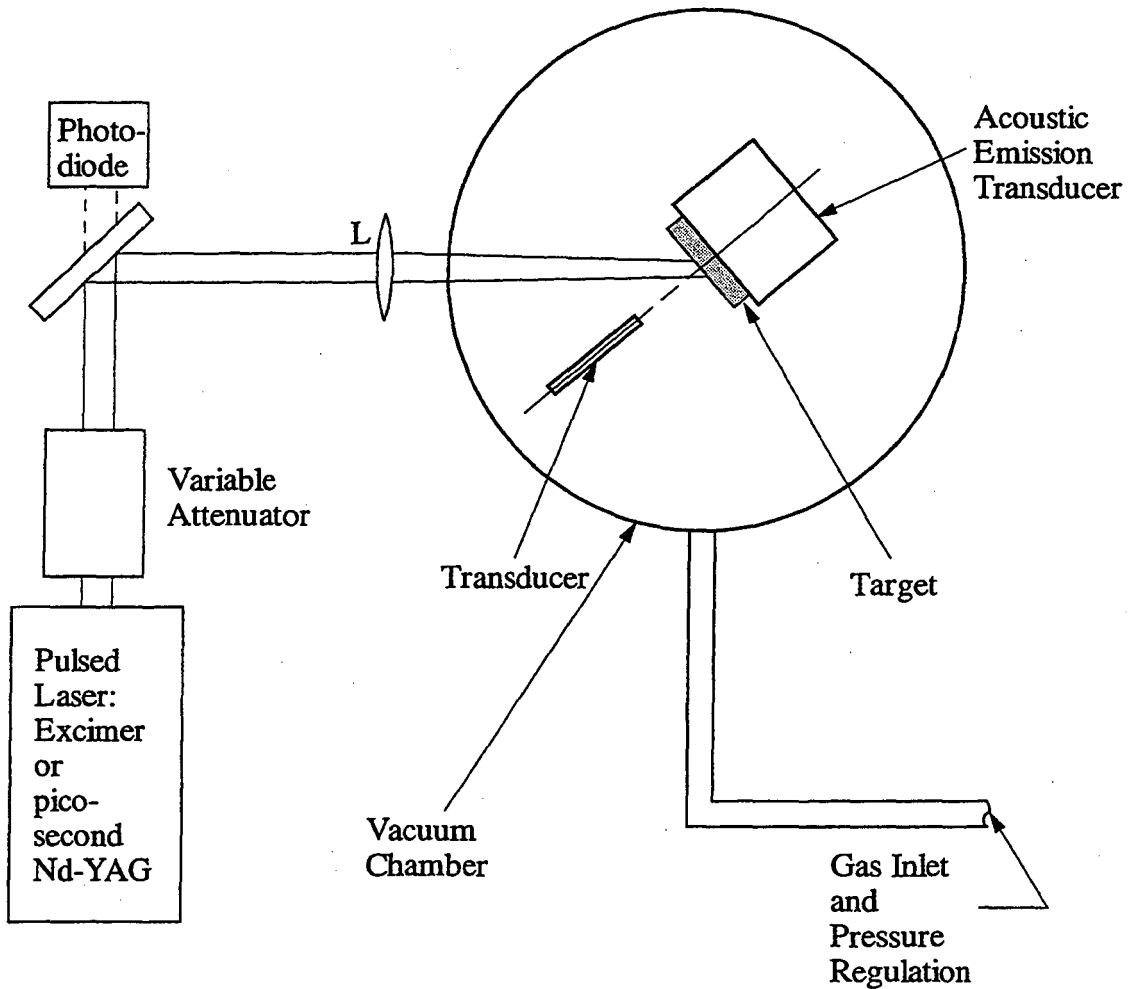 Photo-
diode
Acoustic
Emission
Transducer
L
Variable
Attenuator
Transducer
Target
Pulsed
Laser:
Excimer
or
pico-
second
Nd-YAG
Vacuum
Chamber
Gas Inlet
and
Pressure
Regulation